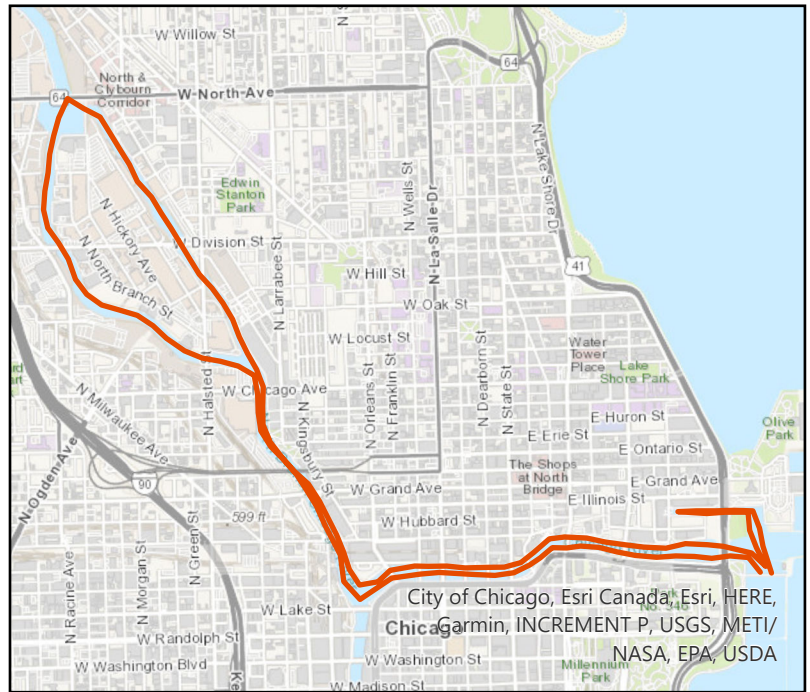 W Willow St
North &
Clybourn
Corridor
64
W-North-Ave
64
N Lake Shore Dr
Edwin
Stanton
Park
N Wells St
N-La-Salle-Dr
N Hickory Ave
W Division St
N Larrabee St
N North Branch St
W Hill St
41
W Oak St
W Locust St
N Orleans St
N Franklin St
N Dearborn St
N State St
Water
Tower
Place
Lake
Shore Park
N Halsted St
W Chicago Ave
N Kingsbury St
N Milwaukee Ave
E Huron St
Olive
Park
E Erie St
E Ontario St
The Shops
at North
Bridge
E Grand Ave
N-Ogden-Ave
90
W Grand Ave
E Illinois St
599 ft
W Hubbard St
N Racine Ave
N Morgan St
N Green St
W Lake St
City of Chicago, Esri Canada, Esri, HERE,
Garmin, INCREMENT P, USGS, METI/
NASA, EPA, USDA
Park
No. 546
Chicago
W Randolph St
W Washington Blvd
W Washington St
Millennium
Park
W Madison St